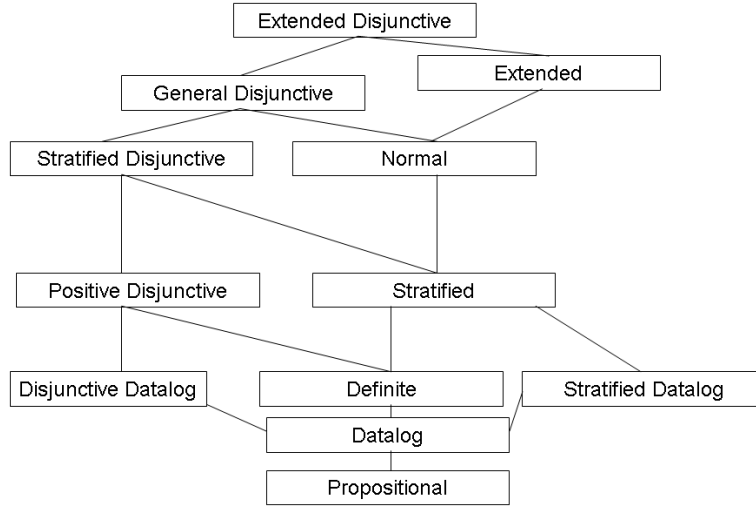 Extended Disjunctive
Extended
General Disjunctive
Stratified Disjunctive
Normal
Positive Disjunctive
Stratified
Disjunctive Datalog
Definite
Stratified Datalog
Datalog
Propositional